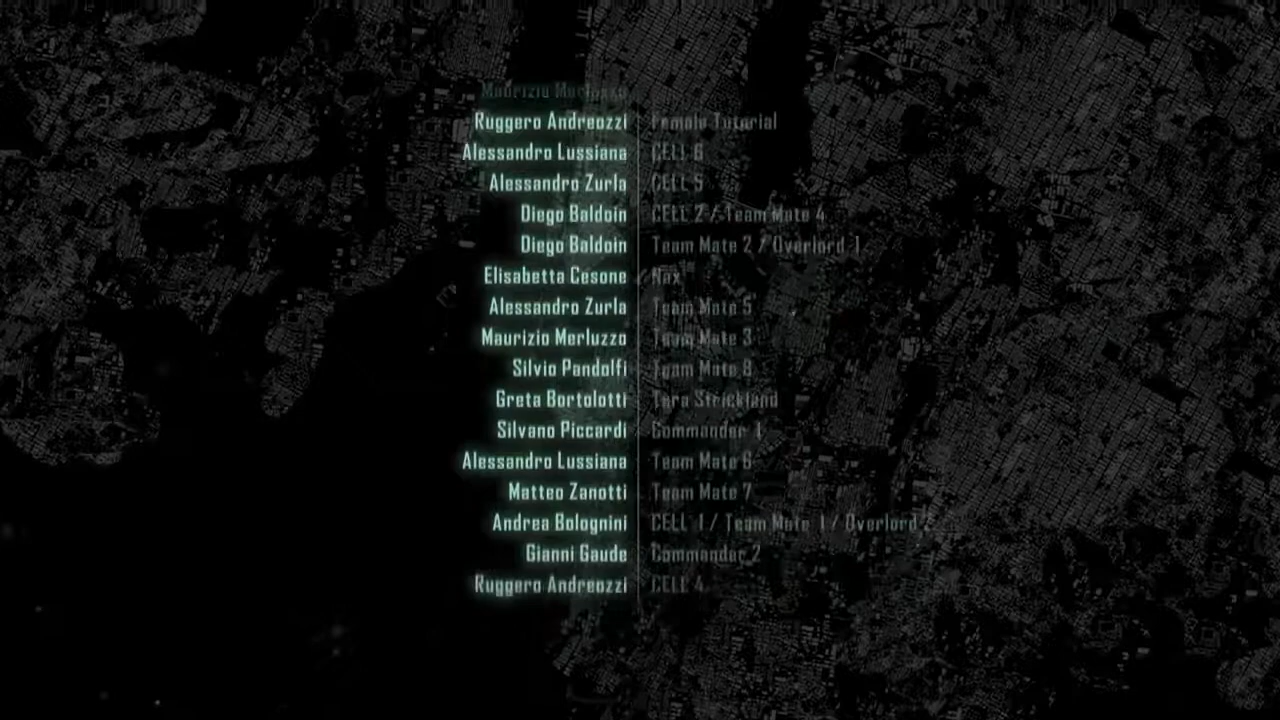 Maurizio Merluzzo
Ruggero Andreozzi Female Tutorial
Alessandro Lussiana CELL 6
Alessandro Zurla CELL 5
Diego Baldoin CELL 2 / Team Mate 4
Diego Baldoin Team Mate 2 / Overlord 1
Elisabetta Cesone Nax
Alessandro Zurla Team Mate 5
Maurizio Merluzzo Team Mate 3
Silvio Pandolfi Team Mate 8
Greta Bortolotti Tara Strickland
Silvano Piccardi Commander 1
Alessandro Lussiana Team Mate 6
Matteo Zanotti Team Mate 7
Andrea Bolognini CELL 1 / Team Mate 1 / Overlord 2
Gianni Gaude Commander 2
Ruggero Andreozzi CELL 4